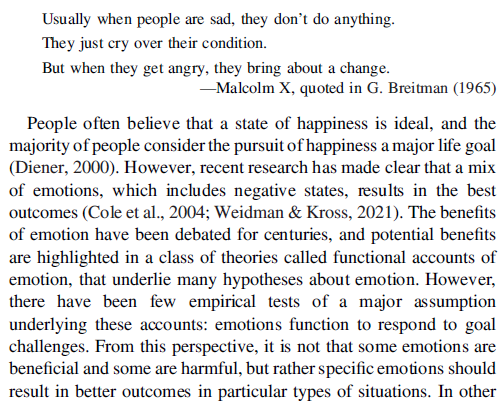 Usually when people are sad, they don't do anything.
They just cry over their condition.
But when they get angry, they bring about a change.
—Malcolm X, quoted in G. Breitman (1965)
People often believe that a state of happiness is ideal, and the
majority of people consider the pursuit of happiness a major life goal
(Diener, 2000). However, recent research has made clear that a mix
of emotions, which includes negative states, results in the best
outcomes (Cole et al., 2004; Weidman & Kross, 2021). The benefits
of emotion have been debated for centuries, and potential benefits
are highlighted in a class of theories called functional accounts of
emotion, that underlie many hypotheses about emotion. However,
there have been few empirical tests of a major assumption
underlying these accounts: emotions function to respond to goal
challenges. From this perspective, it is not that some emotions are
beneficial and some are harmful, but rather specific emotions should
result in better outcomes in particular types of situations. In other